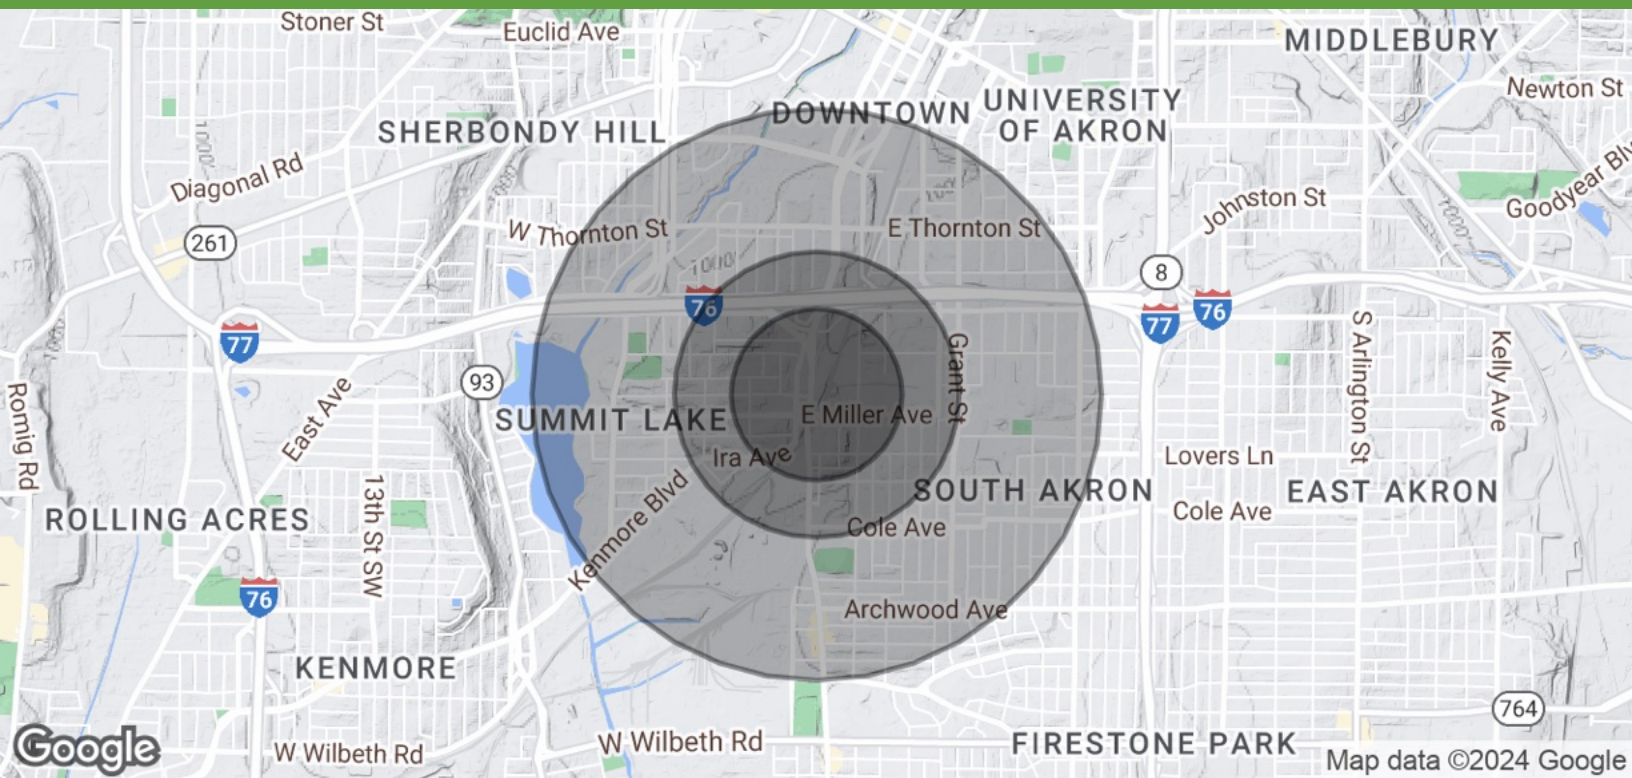 Stoner St
Euclid Ave
MIDDLEBURY
Newton St
DOWNTOWN
UNIVERSITY
OF AKRON
SHERBONDY HILL
1000
Diagonal Rd
Goodyear
1000
Johnston St
W Thornton St
E Thornton St
261
1000
8
76
77
76
77
Grant St
S Arlington St
Kelly Ave
93
Romig Rd
East Ave
SUMMIT LAKE
E Miller Ave
Ira Ave
Lovers Ln
SOUTH AKRON
EAST AKRON
ROLLING ACRES
13th St SW
Kenmore Blvd
Cole Ave
Cole Ave
76
Archwood Ave
KENMORE
764
W Wilbeth Rd
W Wilbeth Rd
FIRESTONE PARK
Google
Map data ©2024 Google